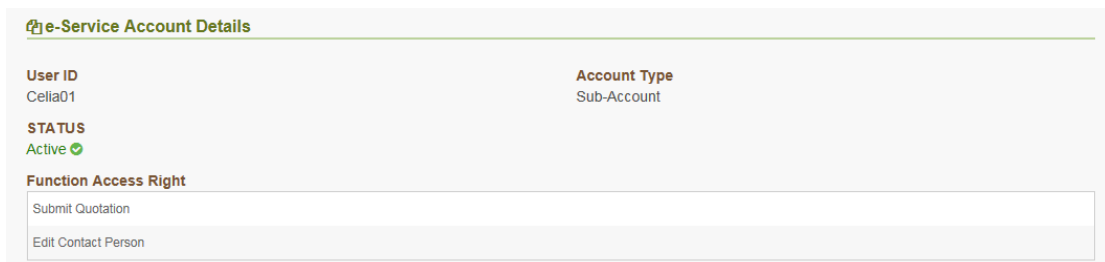 e-Service Account Details
User ID
Account Type
Celia01
Sub-Account
STATUS
Active
Function Access Right
Submit Quotation
Edit Contact Person